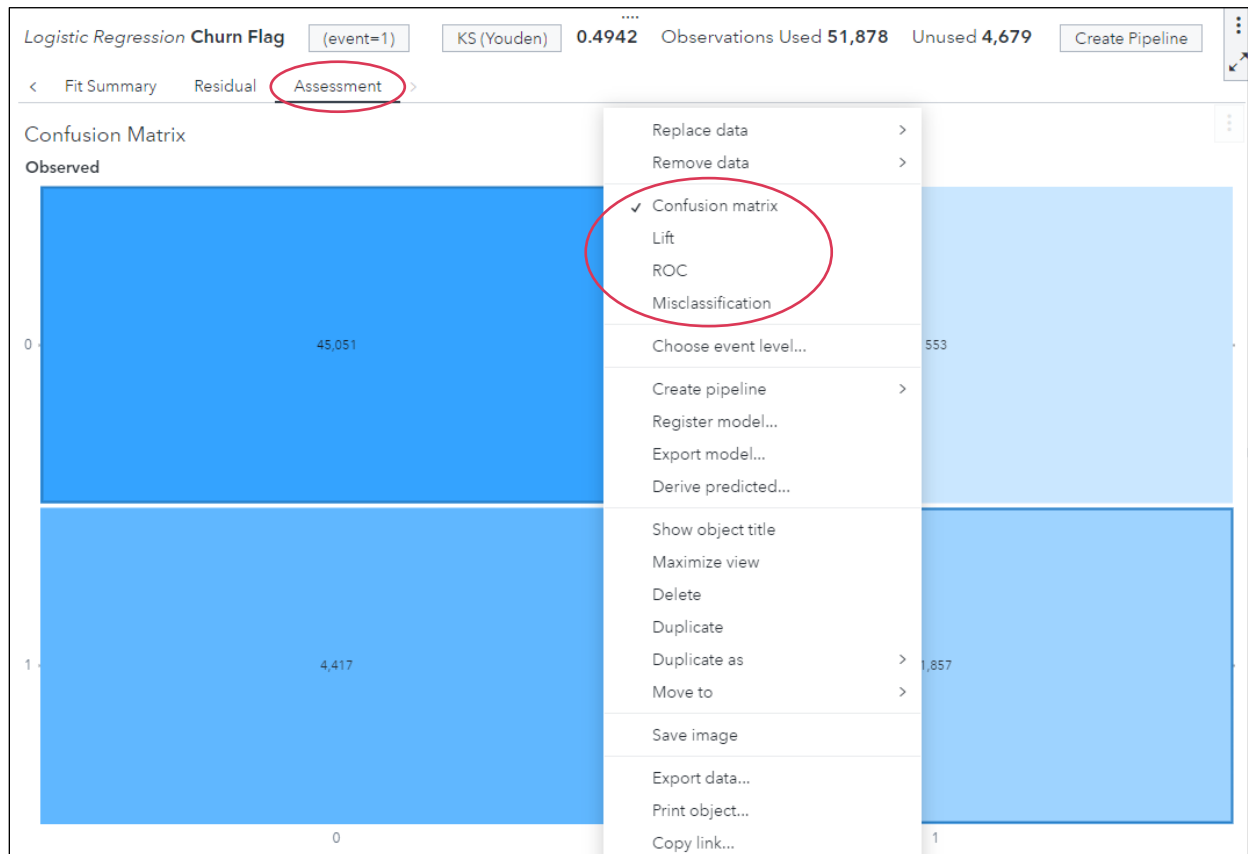 Logistic Regression Churn Flag (event=1) KS (Youden) 0.4942 Observations Used 51,878 Unused 4,679 Create Pipeline
Fit Summary Residual Assessment
Confusion Matrix
Observed
Replace data
Remove data
Confusion matrix
Lift
ROC
Misclassification
0 45,051 Choose event level... 553
Create pipeline
Register model...
Export model...
Derive predicted...
Show object title
Maximize view
Delete
Duplicate
1 4,417 Duplicate as 1,857
Move to
Save image
Export data...
Print object...
0 1
Copy link...